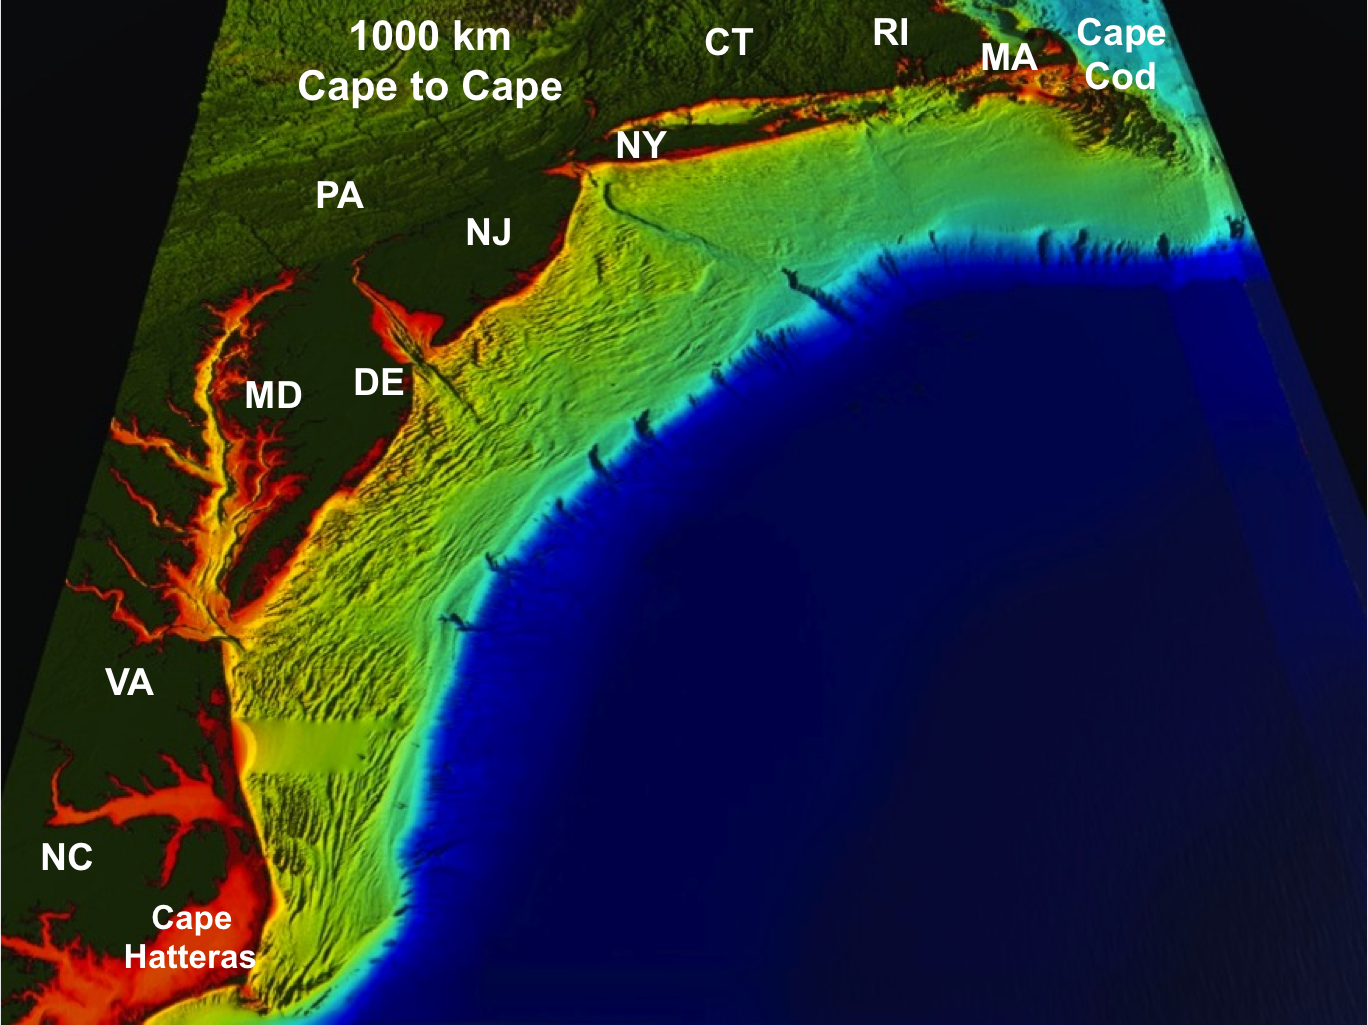 1000 km
Cape to Cape
CT
RI
MA
Cape
Cod
NY
PA
NJ
MD
DE
VA
NC
Cape
Hatteras